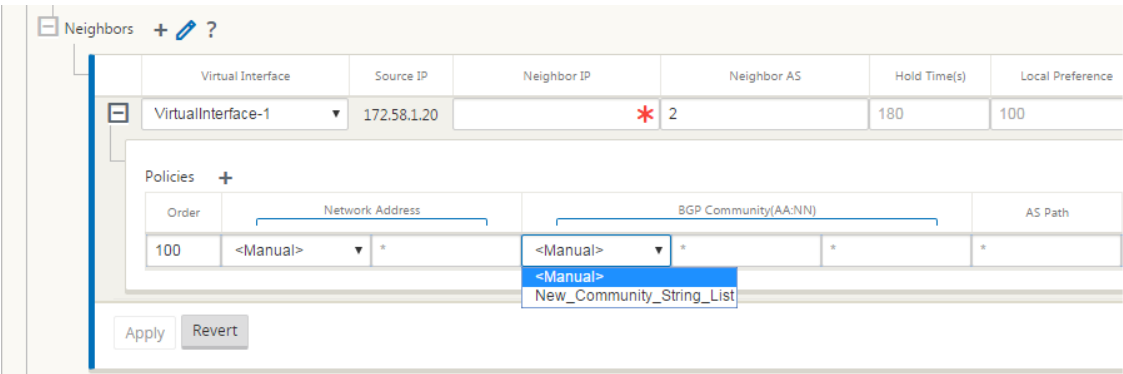 Neighbors + ?
Virtual Interface Source IP Neighbor IP Neighbor AS Hold Time(s) Local Preference
VirtualInterface-1 172.58.1.20 * 2 180 100
Policies +
Order Network Address BGP Community(AA:NN) AS Path
100 <Manual> * <Manual> * * *
<Manual>
New_Community_String_List
Apply Revert